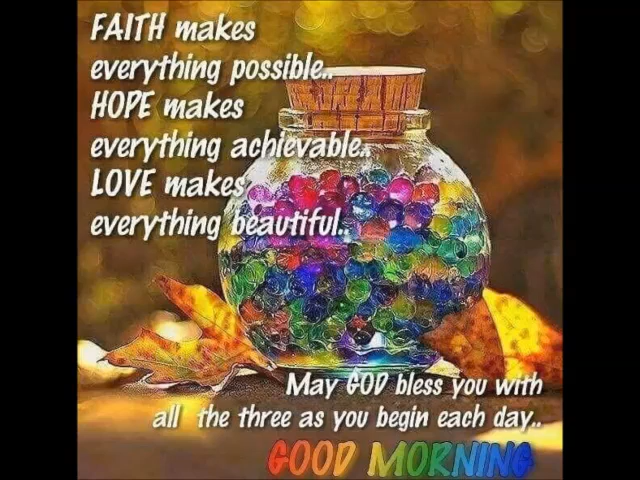 FAITH makes
everything possible..
HOPE makes
everything achievable..
LOVE makes
everything beautiful..
May GOD bless you with
all the three as you begin each day..
GOOD MORNING